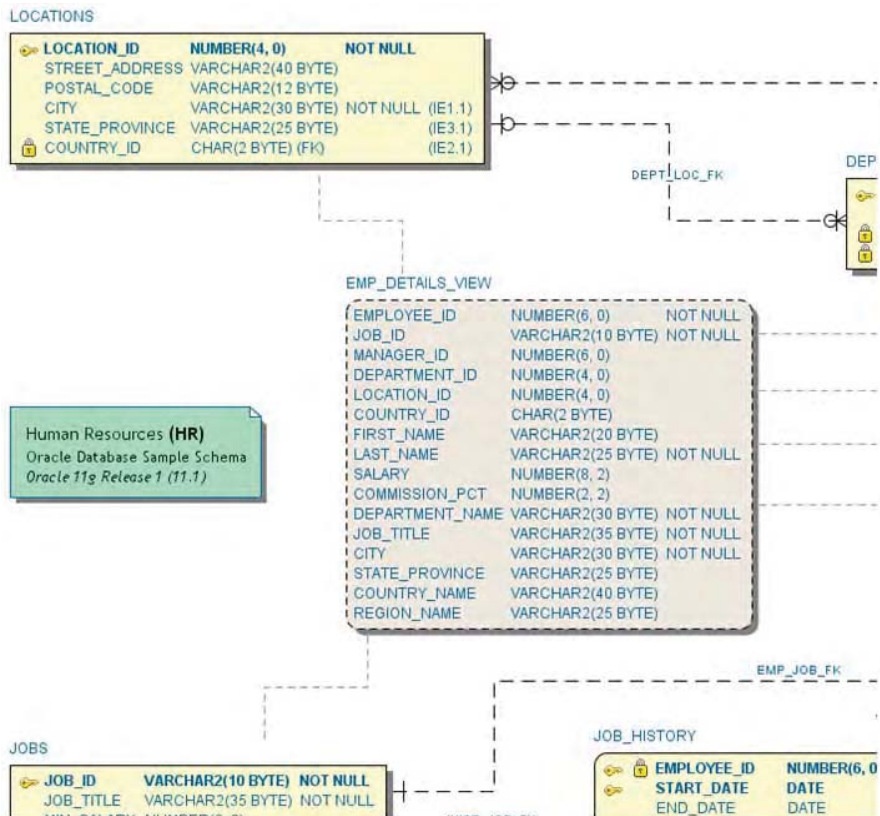 LOCATIONS
LOCATION_ID NUMBER(4, 0) NOT NULL
STREET_ADDRESS VARCHAR2(40 BYTE)
POSTAL_CODE VARCHAR2(12 BYTE)
CITY VARCHAR2(30 BYTE) NOT NULL (IE1.1)
STATE_PROVINCE VARCHAR2(25 BYTE) (IE3.1)
COUNTRY_ID CHAR(2 BYTE) (FK) (IE2.1)
DEPT_LOC_FK
DEP
EMP_DETAILS_VIEW
EMPLOYEE_ID NUMBER(6, 0) NOT NULL
JOB_ID VARCHAR2(10 BYTE) NOT NULL
MANAGER_ID NUMBER(6, 0)
DEPARTMENT_ID NUMBER(4, 0)
LOCATION_ID NUMBER(4, 0)
COUNTRY_ID CHAR(2 BYTE)
FIRST_NAME VARCHAR2(20 BYTE)
LAST_NAME VARCHAR2(25 BYTE) NOT NULL
SALARY NUMBER(8, 2)
COMMISSION_PCT NUMBER(2, 2)
DEPARTMENT_NAME VARCHAR2(30 BYTE) NOT NULL
JOB_TITLE VARCHAR2(35 BYTE) NOT NULL
CITY VARCHAR2(30 BYTE) NOT NULL
STATE_PROVINCE VARCHAR2(25 BYTE)
COUNTRY_NAME VARCHAR2(40 BYTE)
REGION_NAME VARCHAR2(25 BYTE)
Human Resources (HR)
Oracle Database Sample Schema
Oracle 11g Release 1 (11.1)
EMP_JOB_FK
JOBS
JOB_ID VARCHAR2(10 BYTE) NOT NULL
JOB_TITLE VARCHAR2(35 BYTE) NOT NULL
JOB_HISTORY
EMPLOYEE_ID NUMBER(6, 0
START_DATE DATE
END_DATE DATE